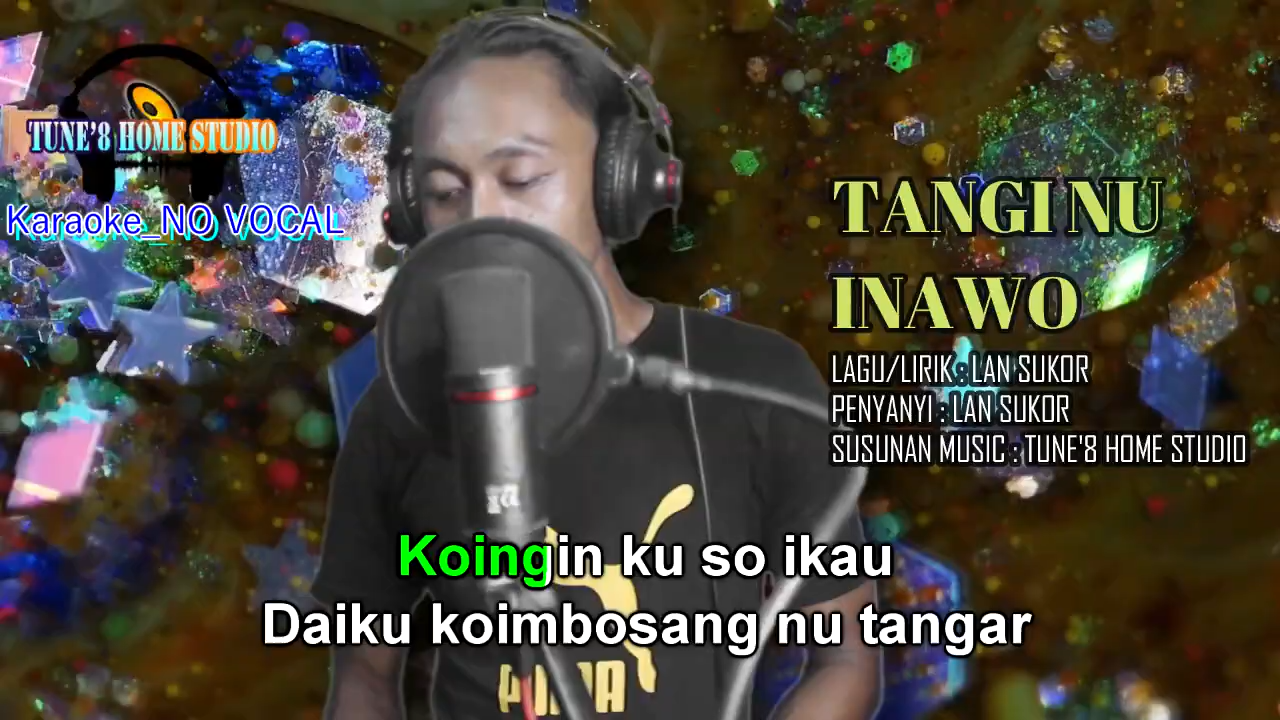 TUNE'8 HOME STUDIO
Karaoke_NO VOCAL
TANGI NU
INAWO
LAGU/LIRIK : LAN SUKOR
PENYANYI : LAN SUKOR
SUSUNAN MUSIC : TUNE'8 HOME STUDIO
Koingin ku so ikau
Daiku koimbosang nu tangar